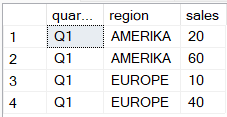 quar... region sales
1 Q1 AMERIKA 20
2 Q1 AMERIKA 60
3 Q1 EUROPE 10
4 Q1 EUROPE 40